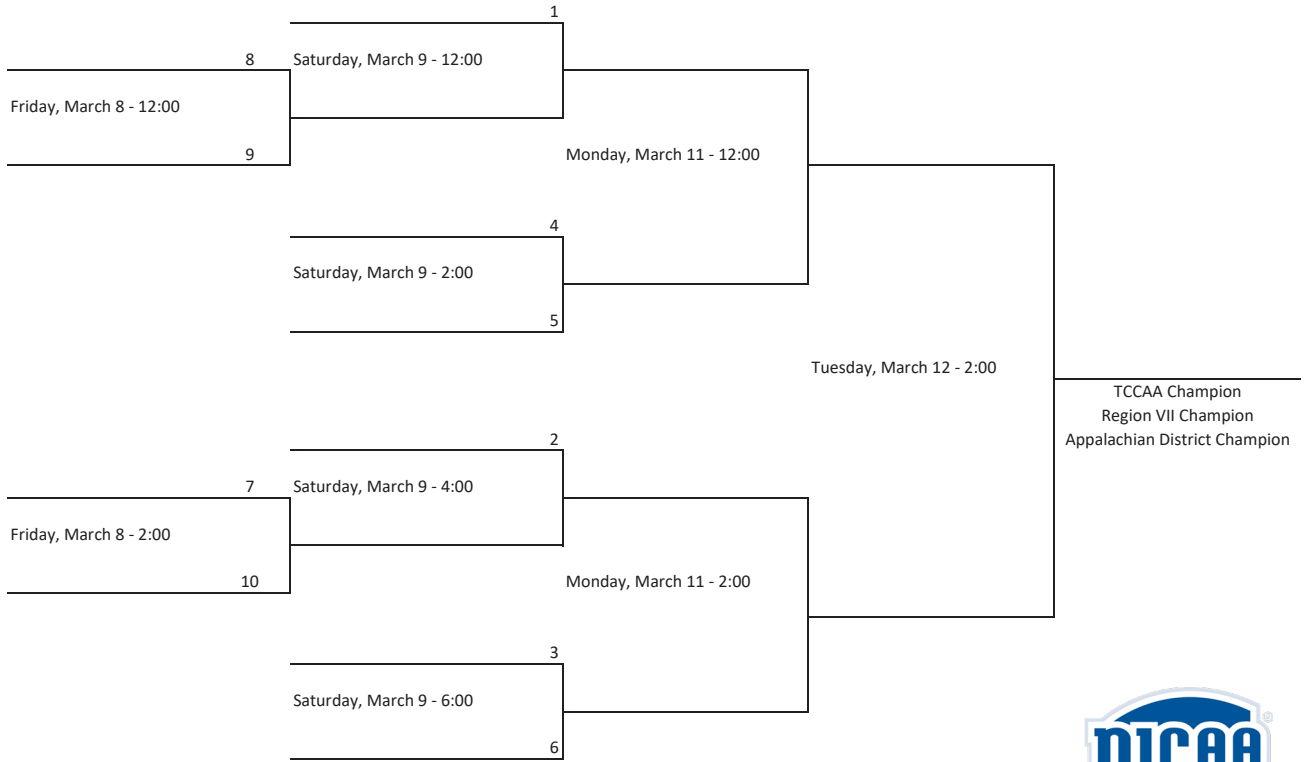 1
8
Saturday, March 9 - 12:00
Friday, March 8 - 12:00
9
Monday, March 11 - 12:00
4
Saturday, March 9 - 2:00
5
Tuesday, March 12 - 2:00
TCCAA Champion
Region VII Champion
Appalachian District Champion
2
7
Saturday, March 9 - 4:00
Friday, March 8 - 2:00
10
Monday, March 11 - 2:00
3
Saturday, March 9 - 6:00
6
NJCAA
®